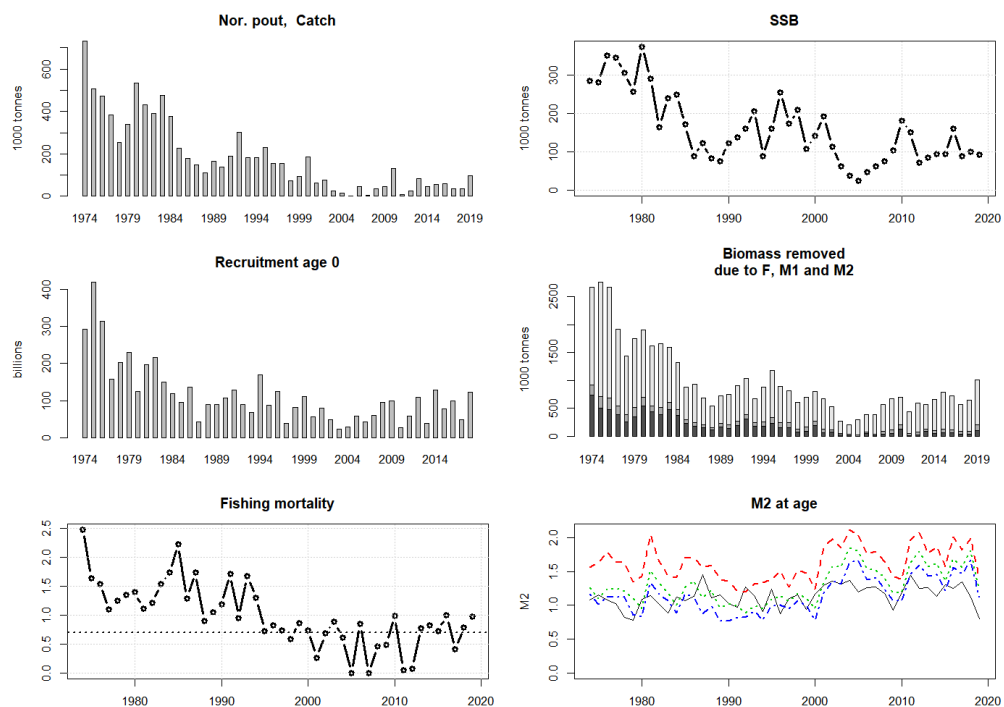 Nor. pout,  Catch
1000 tonnes
0 200 400 600
1974 1979 1984 1989 1994 1999 2004 2009 2014 2019
SSB
1000 tonnes
0 100 200 300
1980 1990 2000 2010 2020
Recruitment age 0
billions
0 100 200 300 400
1974 1979 1984 1989 1994 1999 2004 2009 2014
Biomass removed
due to F, M1 and M2
1000 tonnes
0 500 1500 2500
1974 1979 1984 1989 1994 1999 2004 2009 2014 2019
Fishing mortality
0.0 0.5 1.0 1.5 2.0 2.5
1980 1990 2000 2010 2020
M2 at age
M2
0.0 0.5 1.0 1.5 2.0
1980 1990 2000 2010 2020